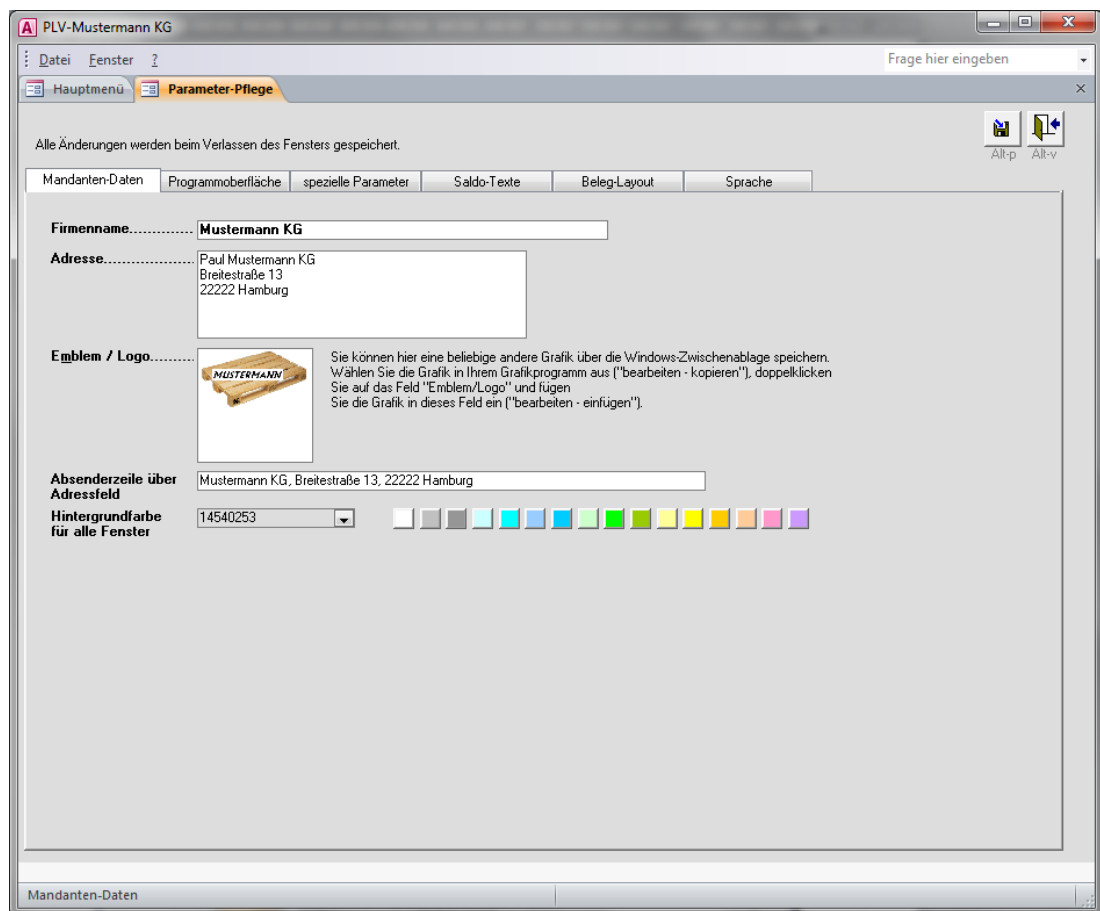 PLV-Mustermann KG
Datei Fenster ? Frage hier eingeben
Hauptmenü Parameter-Pflege
Alle Änderungen werden beim Verlassen des Fensters gespeichert.
Alt-p Alt-v
Mandanten-Daten Programmoberfläche spezielle Parameter Saldo-Texte Beleg-Layout Sprache
Firmenname............. Mustermann KG
Adresse................... Paul Mustermann KG
Breitestraße 13
22222 Hamburg
Emblem / Logo.......... MUSTERMANN
Sie können hier eine beliebige andere Grafik über die Windows-Zwischenablage speichern.
Wählen Sie die Grafik in Ihrem Grafikprogramm aus ("bearbeiten - kopieren"), doppelklicken
Sie auf das Feld "Emblem/Logo" und fügen
Sie die Grafik in dieses Feld ein ("bearbeiten - einfügen").
Absenderzeile über Adressfeld Mustermann KG, Breitestraße 13, 22222 Hamburg
Hintergrundfarbe für alle Fenster 14540253
Mandanten-Daten